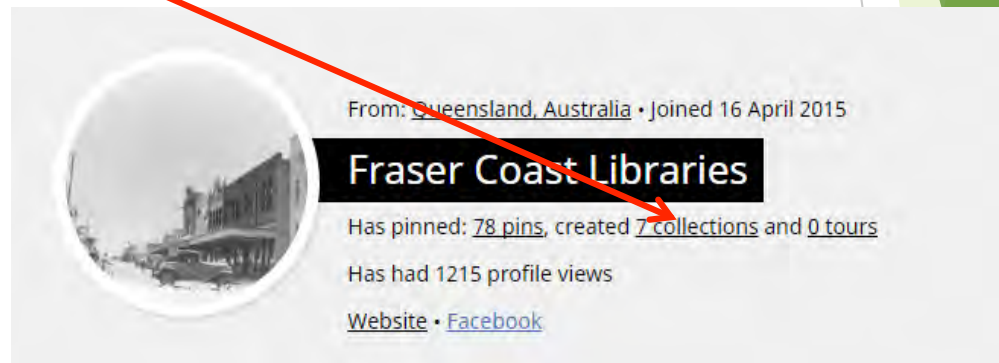 From: Queensland, Australia • Joined 16 April 2015
Fraser Coast Libraries
Has pinned: 78 pins, created 7 collections and 0 tours
Has had 1215 profile views
Website • Facebook